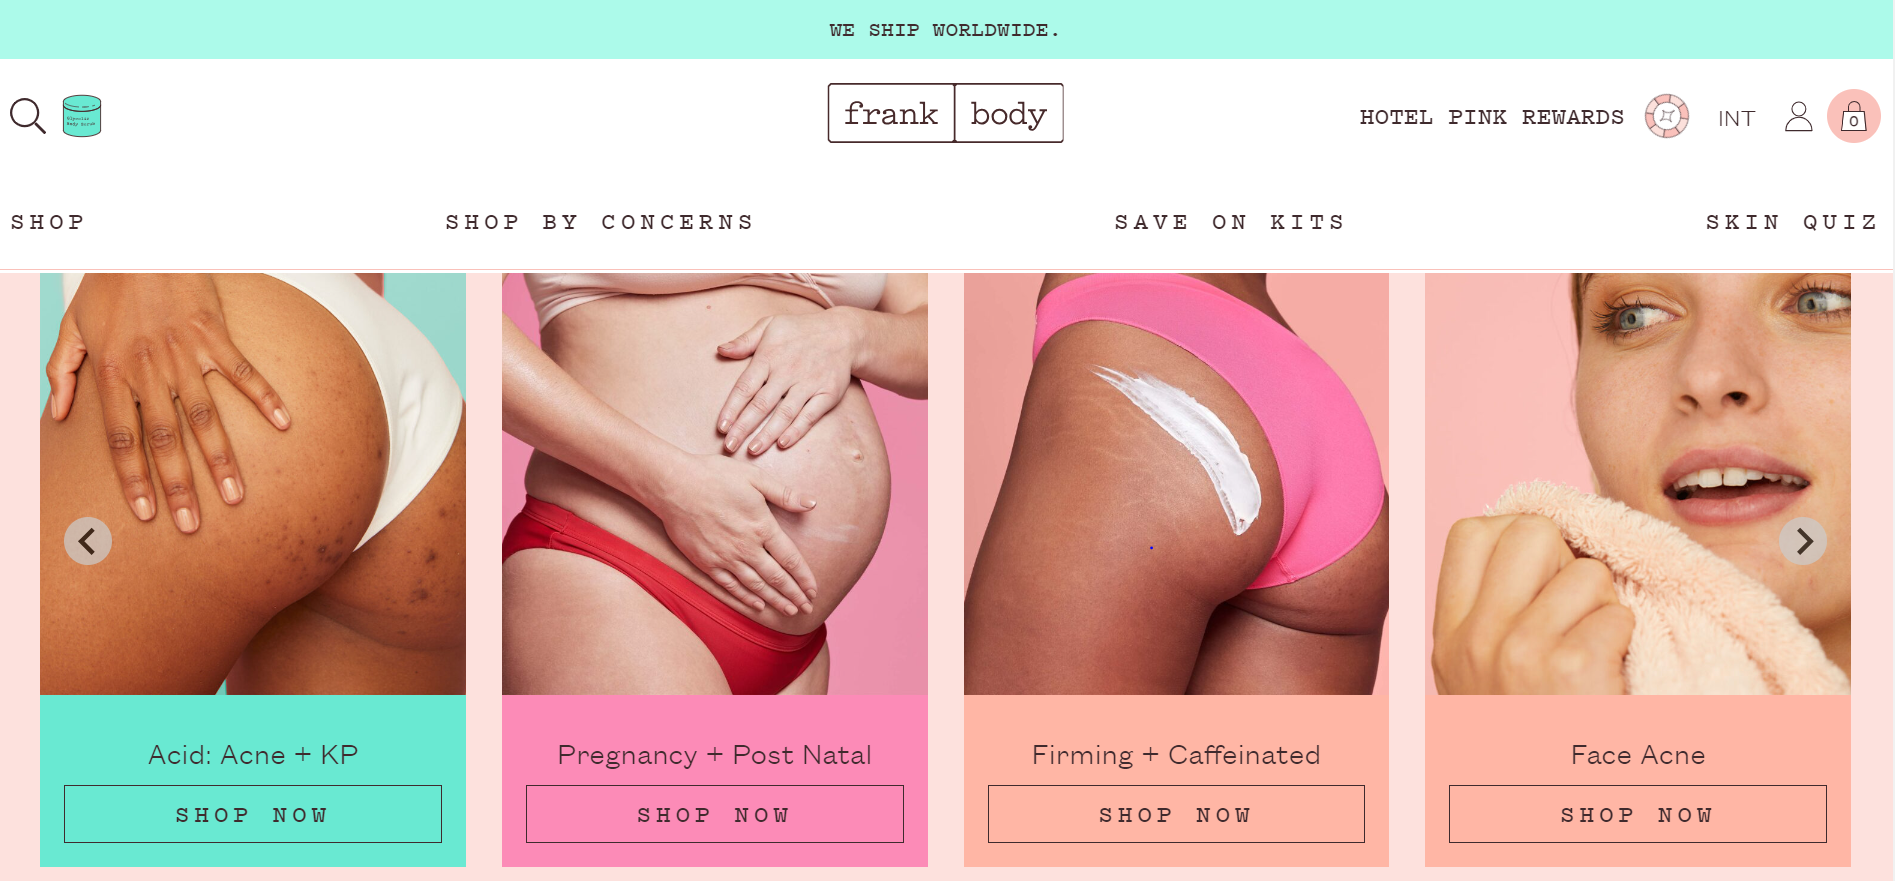 WE SHIP WORLDWIDE.
frank body
HOTEL PINK REWARDS
INT
0
SHOP
SHOP BY CONCERNS
SAVE ON KITS
SKIN QUIZ
Acid: Acne + KP
SHOP NOW
Pregnancy + Post Natal
SHOP NOW
Firming + Caffeinated
SHOP NOW
Face Acne
SHOP NOW